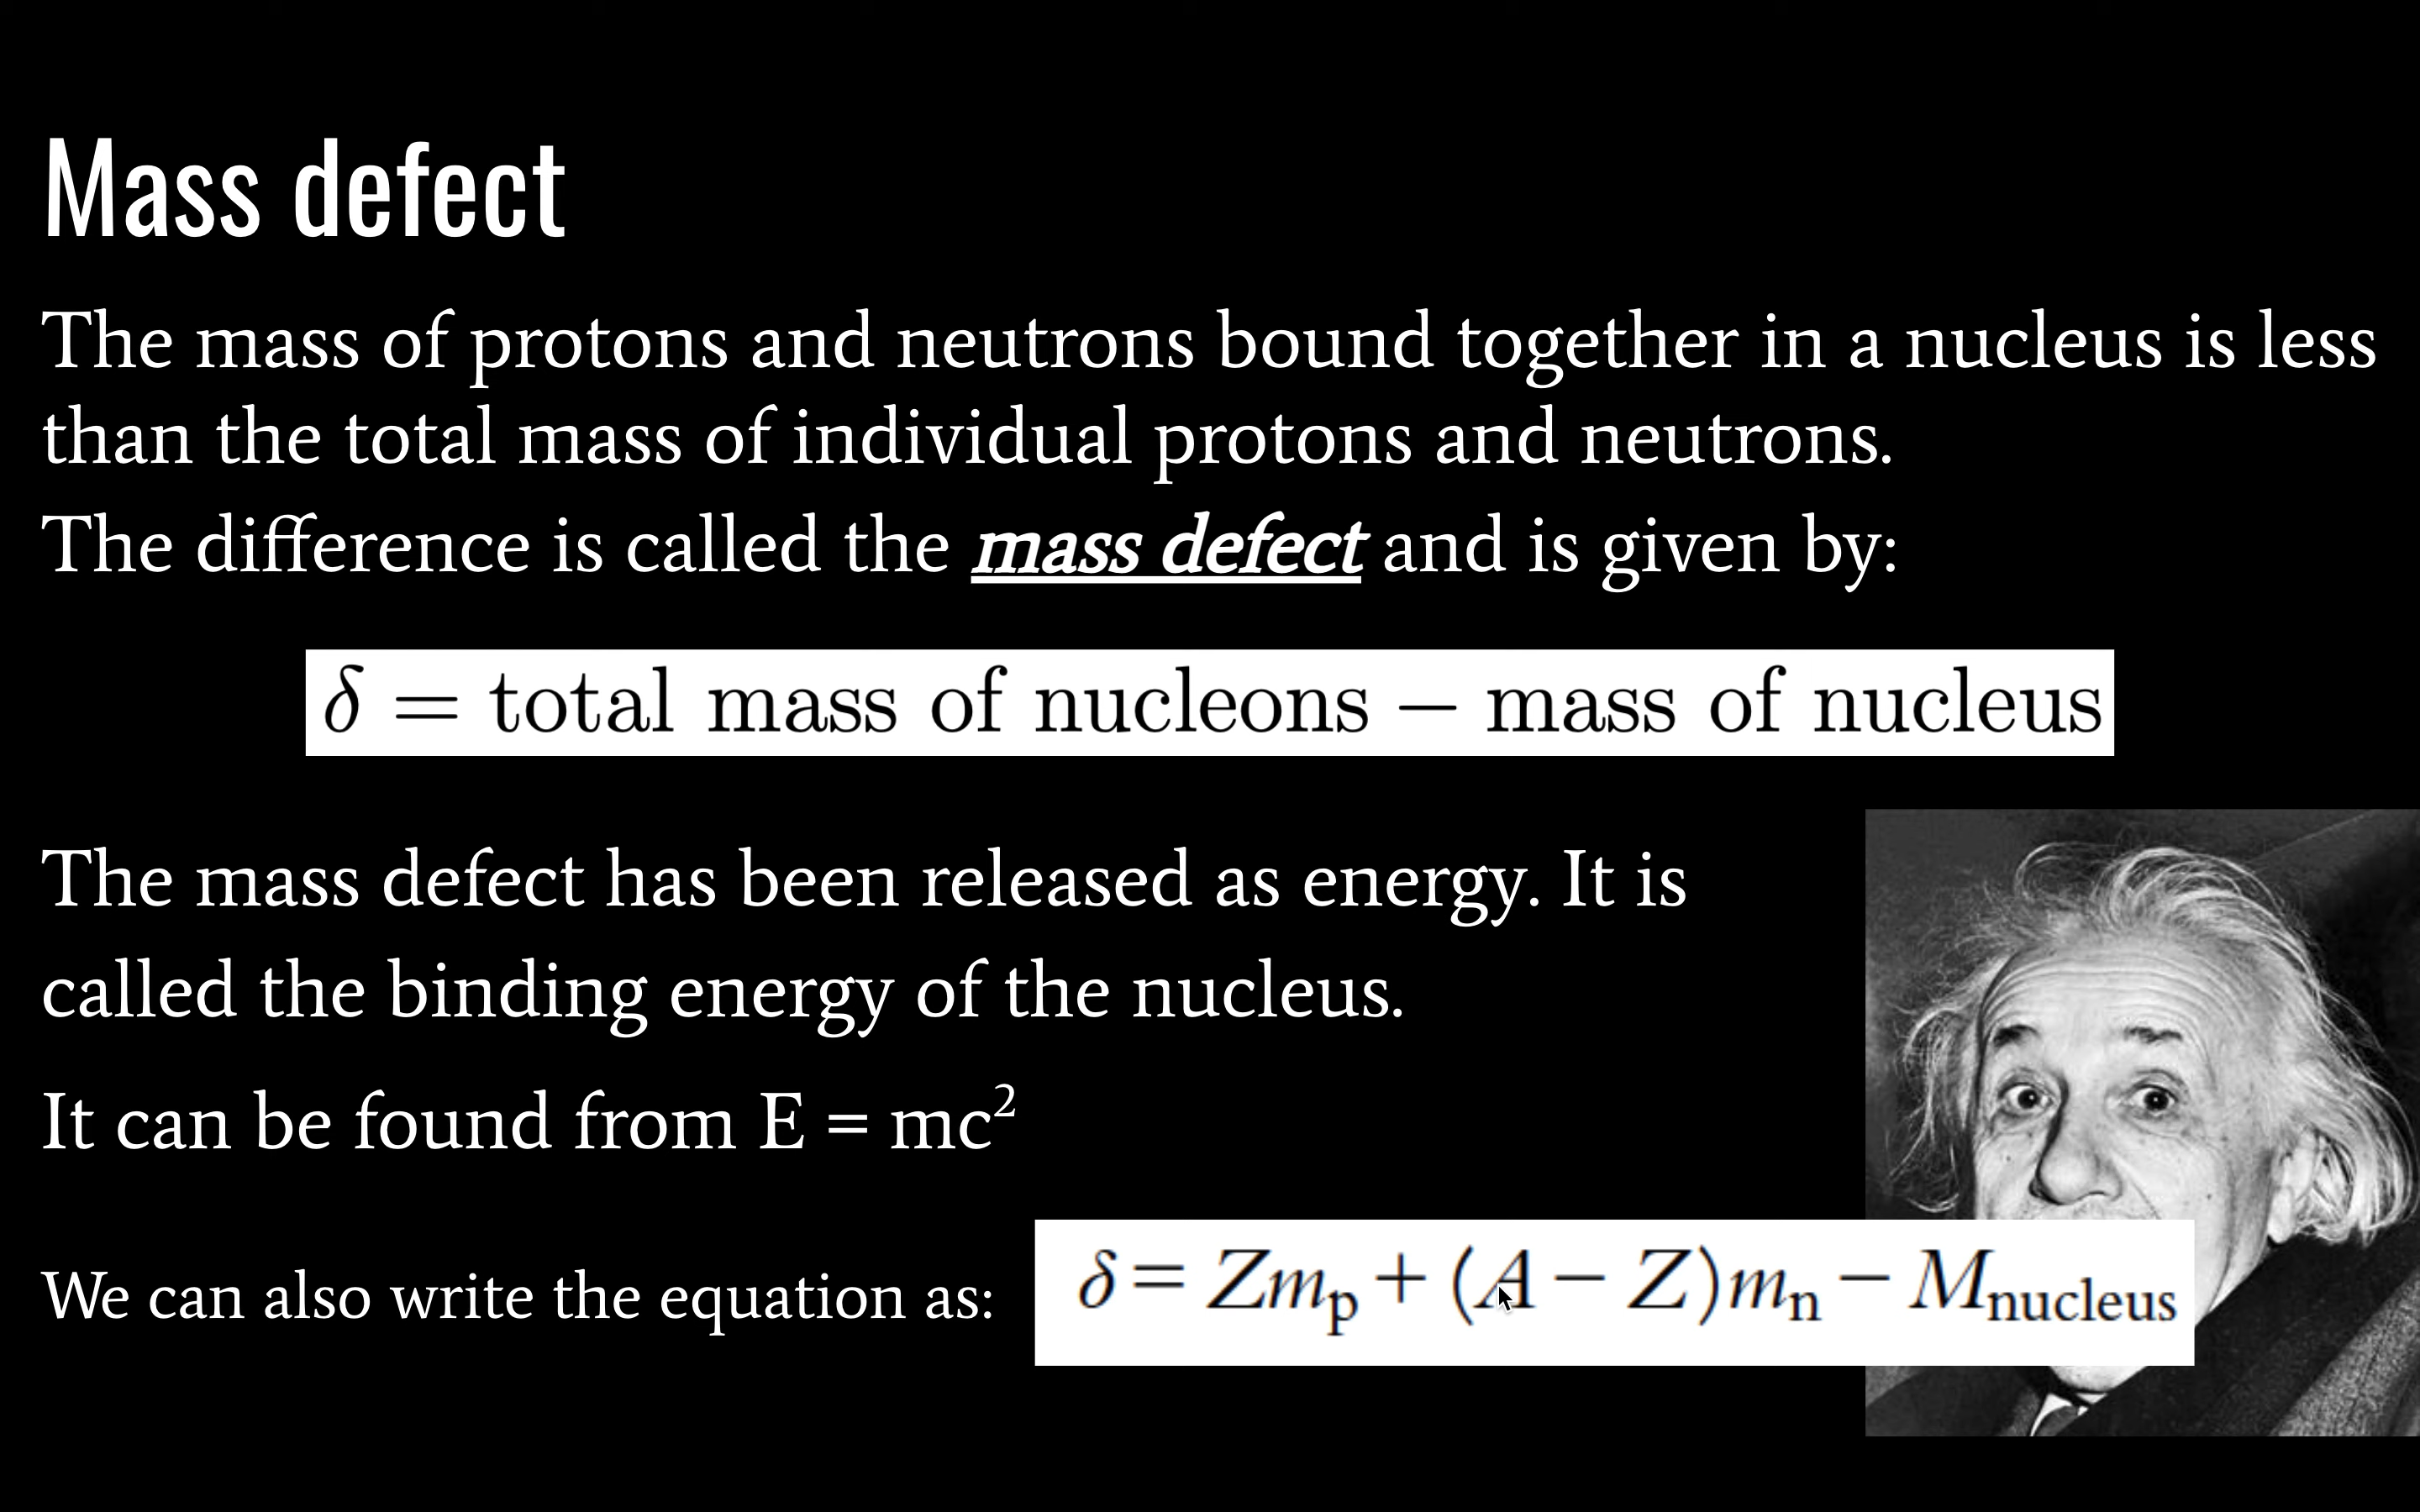 Mass defect
The mass of protons and neutrons bound together in a nucleus is less
than the total mass of individual protons and neutrons.
The difference is called the mass defect and is given by:
δ = total mass of nucleons − mass of nucleus
The mass defect has been released as energy. It is
called the binding energy of the nucleus.
It can be found from E = mc²
We can also write the equation as: δ = Zmₚ + (A − Z)mₙ − M_nucleus